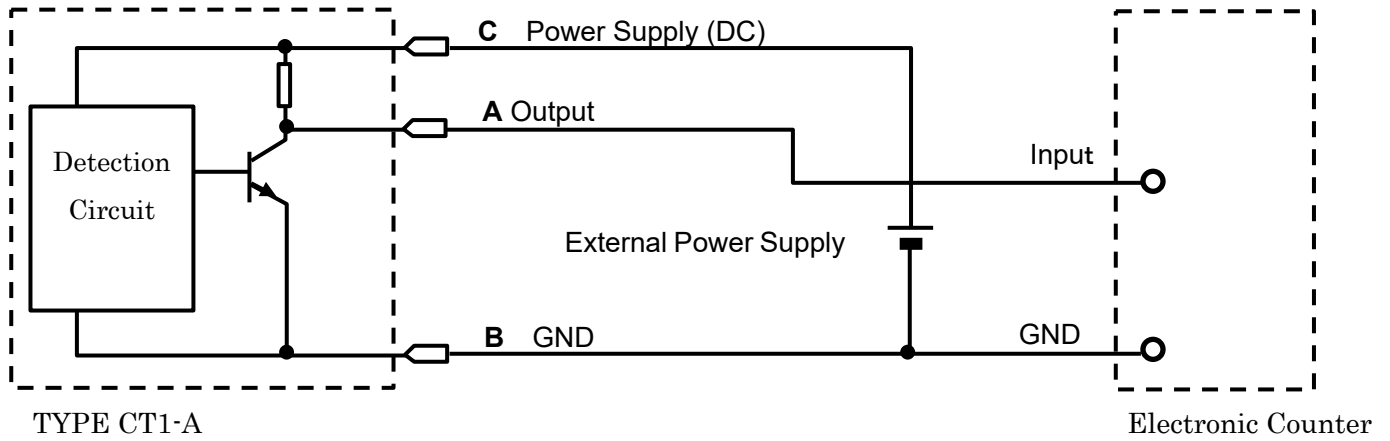 C Power Supply (DC)
A Output
Detection
Circuit
Input
External Power Supply
B GND
GND
TYPE CT1-A
Electronic Counter